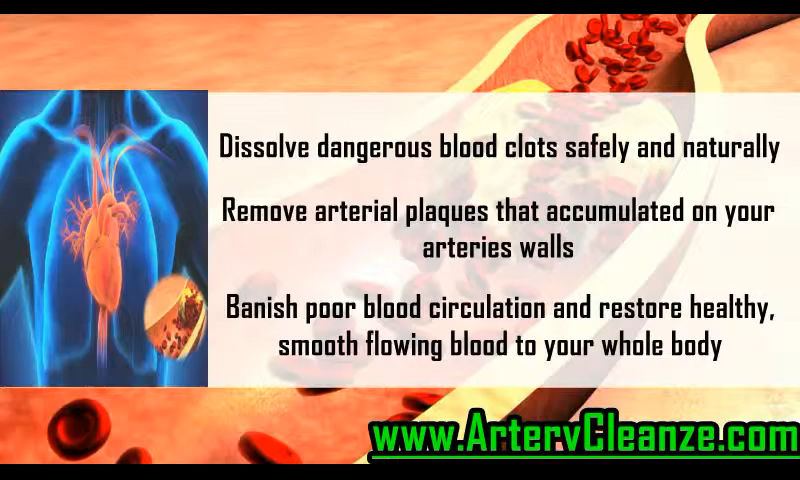 Dissolve dangerous blood clots safely and naturally
Remove arterial plaques that accumulated on your
arteries walls
Banish poor blood circulation and restore healthy,
smooth flowing blood to your whole body
www.ArteryCleanze.com